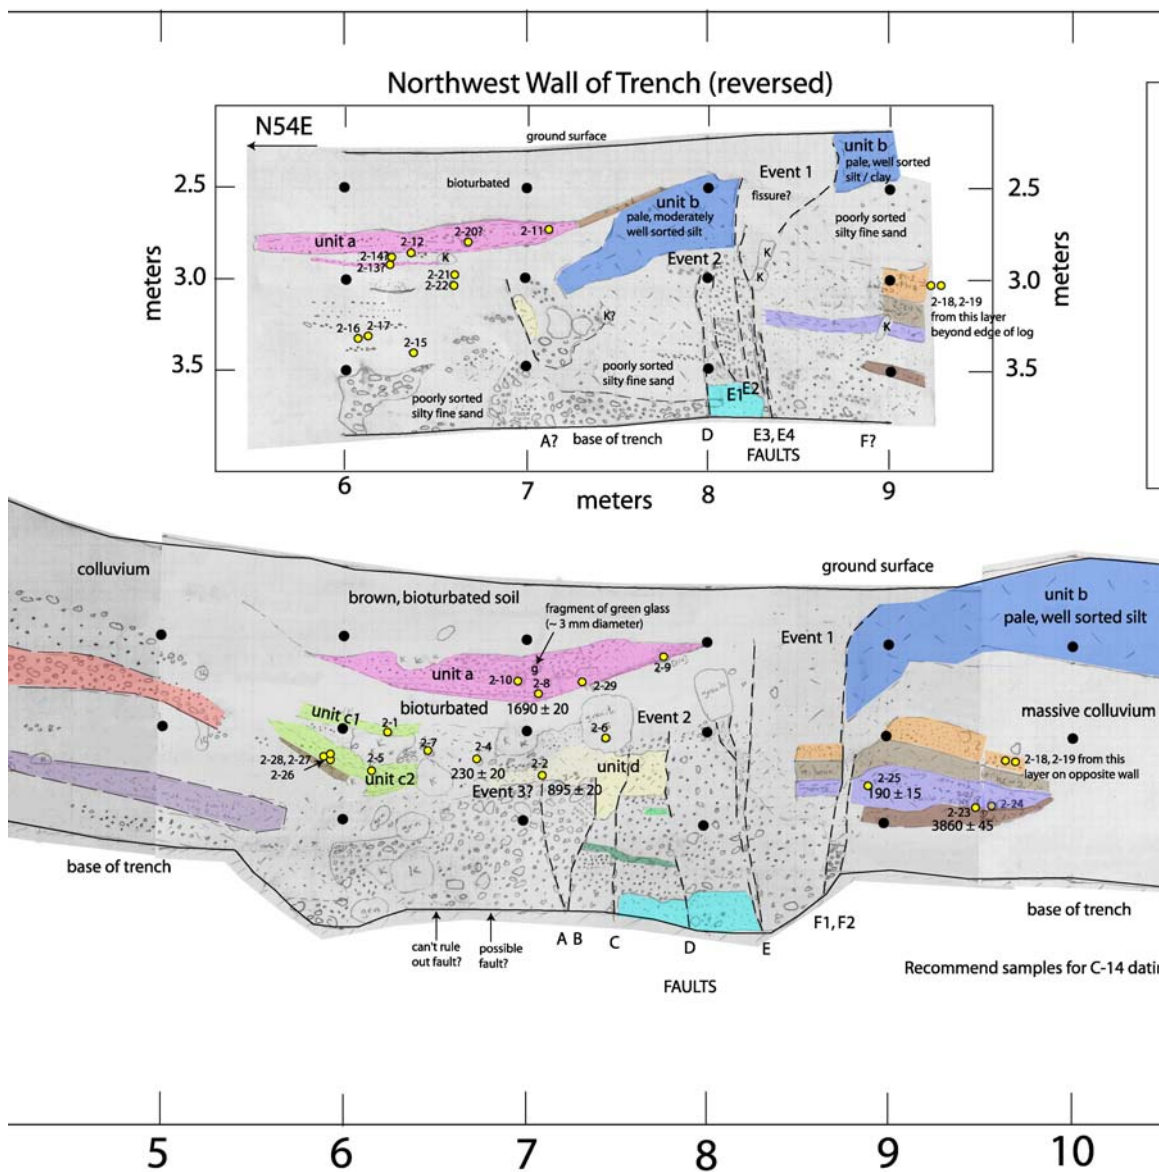 Northwest Wall of Trench (reversed)
N54E
ground surface
unit b
pale, well sorted
silt / clay
Event 1
fissure?
bioturbated
2.5
2.5
unit b
pale, moderately
well sorted silt
poorly sorted
silty fine sand
unit a
2-12
2-20?
2-11
2-14?
2-13?
K
Event 2
K
K
meters
3.0
3.0
meters
2-21
2-22
2-18, 2-19
from this layer
beyond edge of log
2-16
2-17
K?
K
2-15
3.5
3.5
poorly sorted
silty fine sand
poorly sorted
silty fine sand
E1
E2
A?
base of trench
D
E3, E4
F?
FAULTS
6
7
8
9
meters
colluvium
ground surface
brown, bioturbated soil
fragment of green glass
(~ 3 mm diameter)
unit b
pale, well sorted silt
Event 1
unit a
g
2-9
2-10
2-8
2-29
1690 ± 20
unit c1
2-1
bioturbated
Event 2
massive colluvium
2-6
2-7
2-4
2-28, 2-27
2-26
2-5
unit c2
230 ± 20
2-2
unit d
2-18, 2-19 from this
layer on opposite wall
Event 3?
895 ± 20
2-25
190 ± 15
2-23
2-24
3860 ± 45
K
K
base of trench
base of trench
can't rule
out fault?
possible
fault?
A
B
C
D
E
F1, F2
FAULTS
Recommend samples for C-14 datin
5
6
7
8
9
10